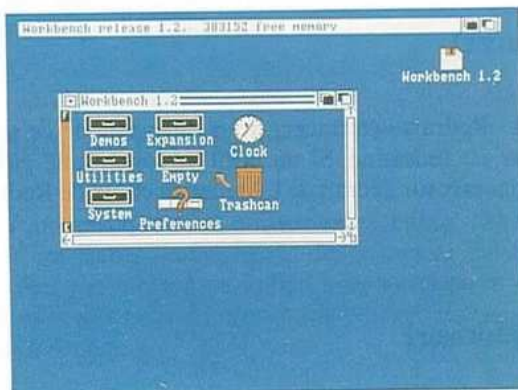 Workbench release 1.2. 383152 free memory
Workbench 1.2
Workbench 1.2
Demos Expansion Clock
Utilities Empty Trashcan
System Preferences